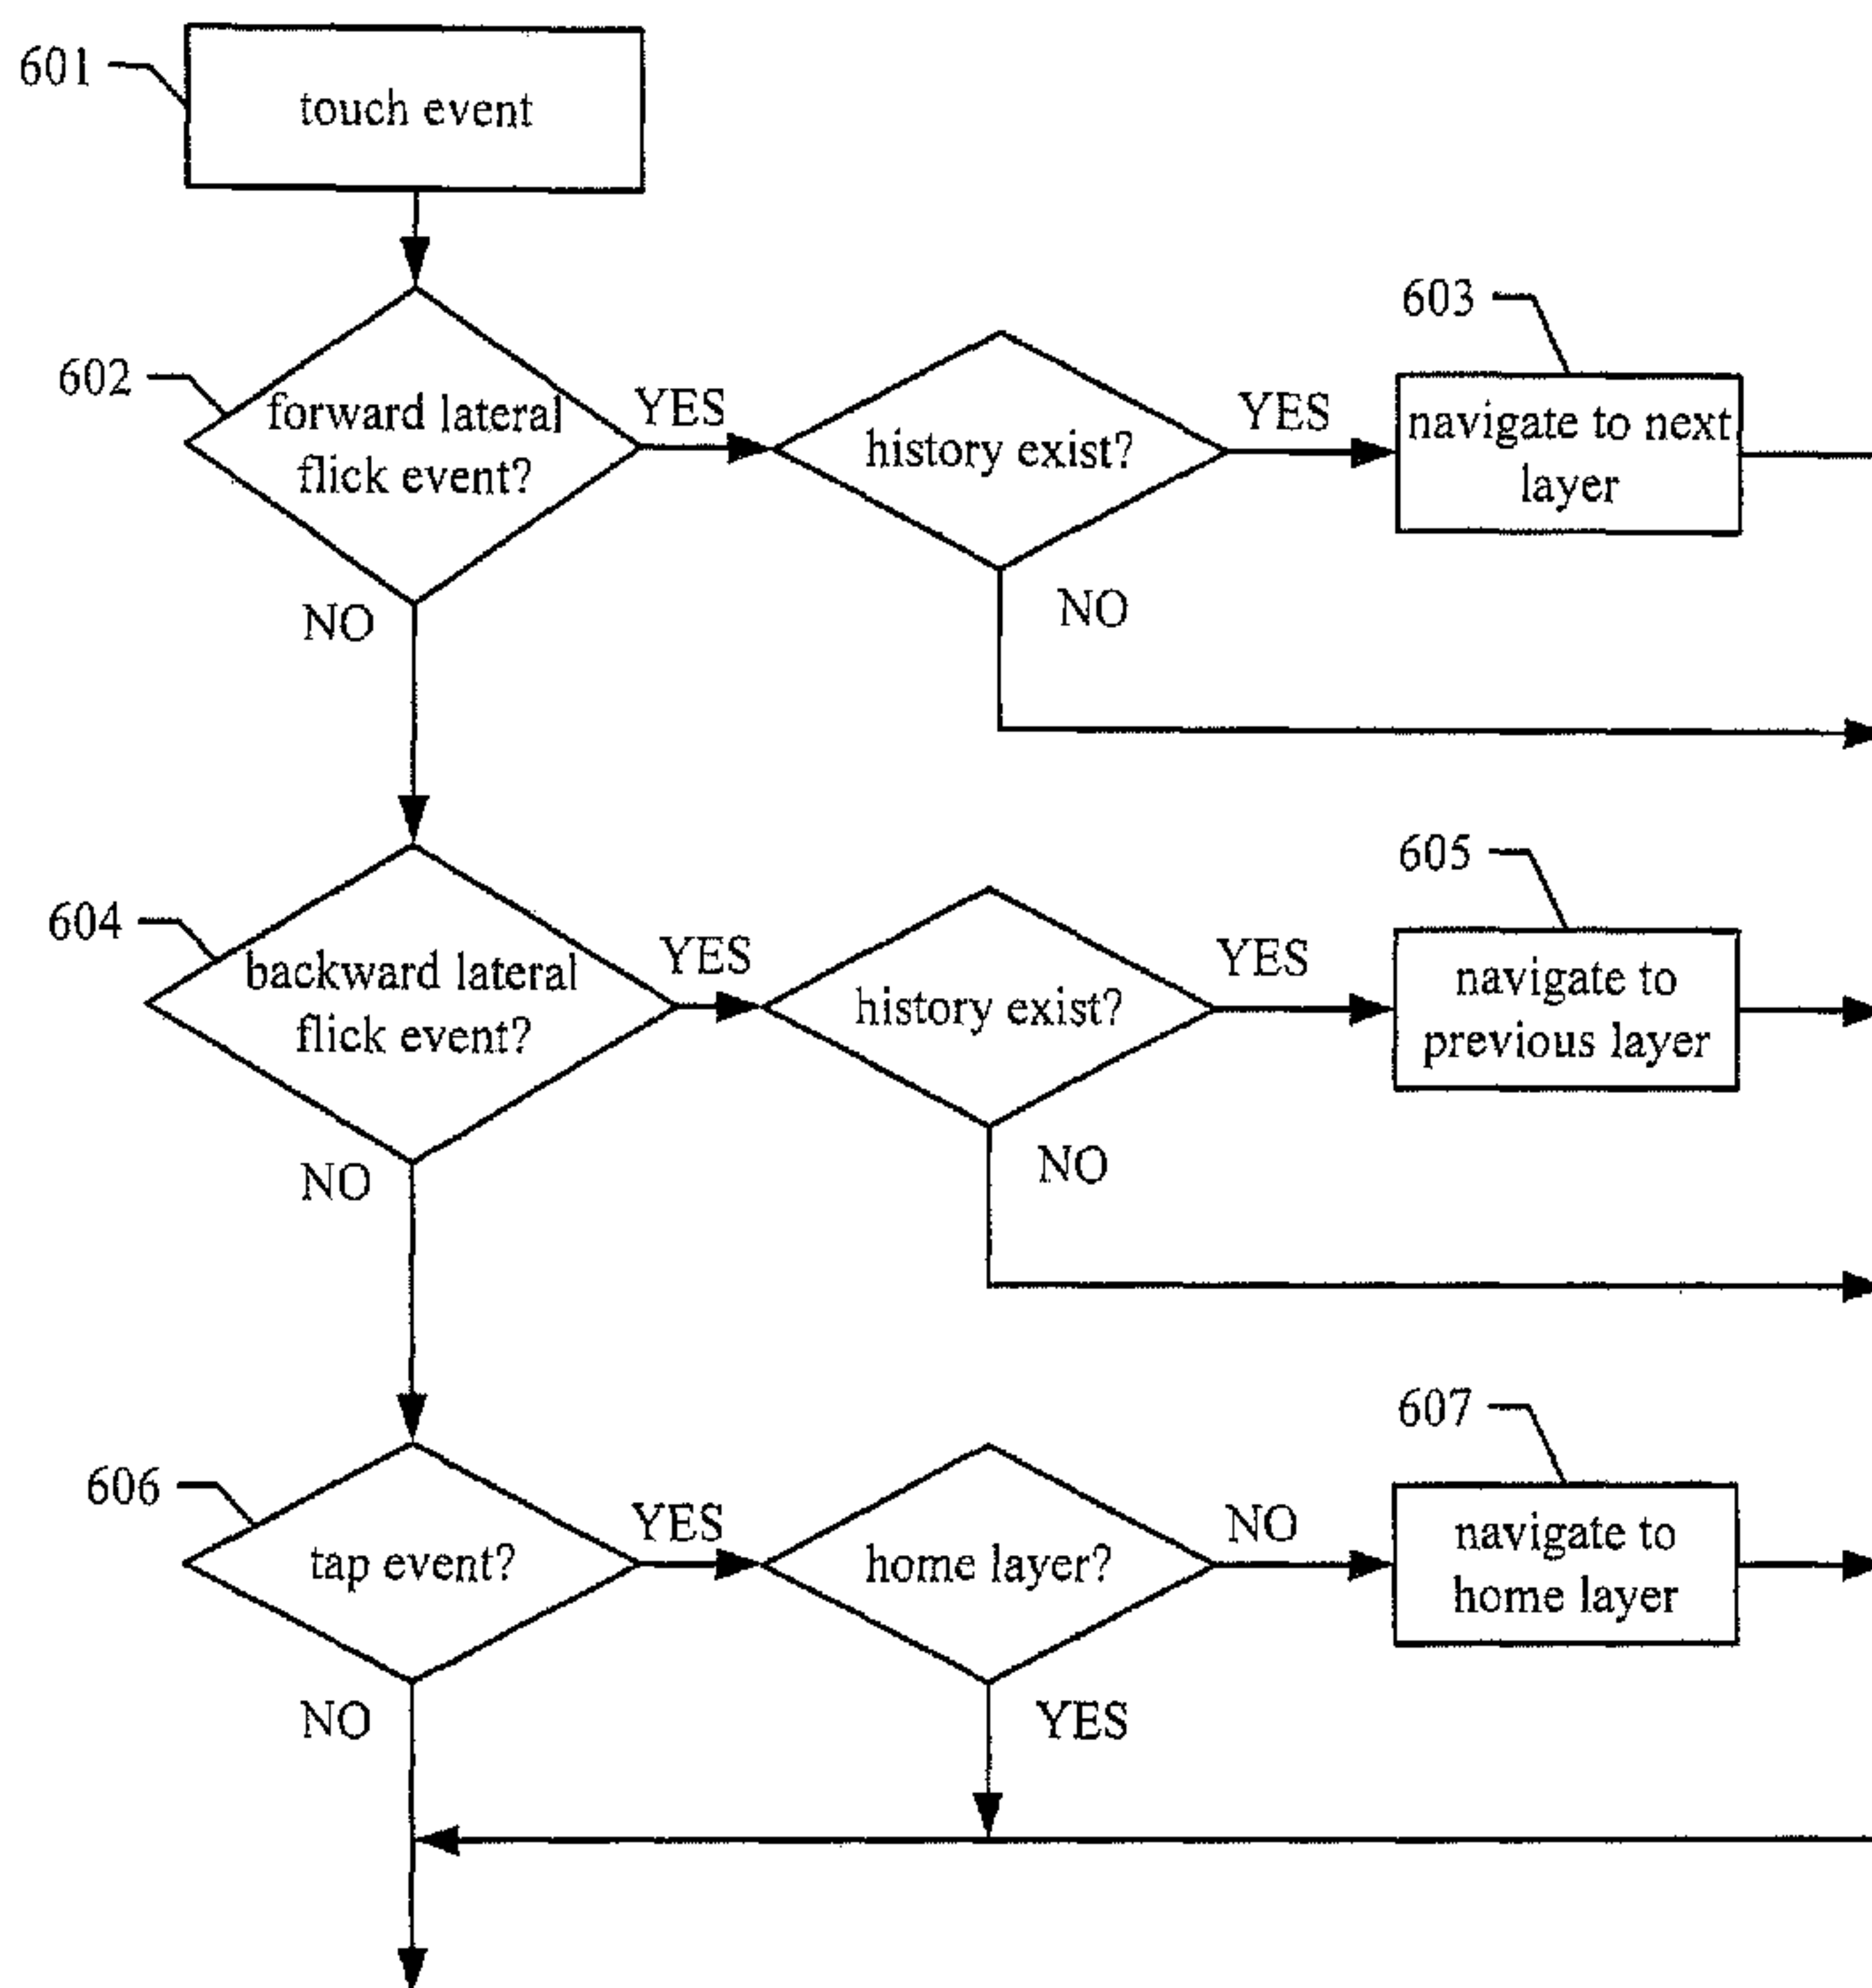 601
touch event
602
forward lateral
flick event?
YES
history exist?
YES
603
navigate to next
layer
NO
NO
604
backward lateral
flick event?
YES
history exist?
YES
605
navigate to
previous layer
NO
NO
606
tap event?
YES
home layer?
NO
607
navigate to
home layer
NO
YES